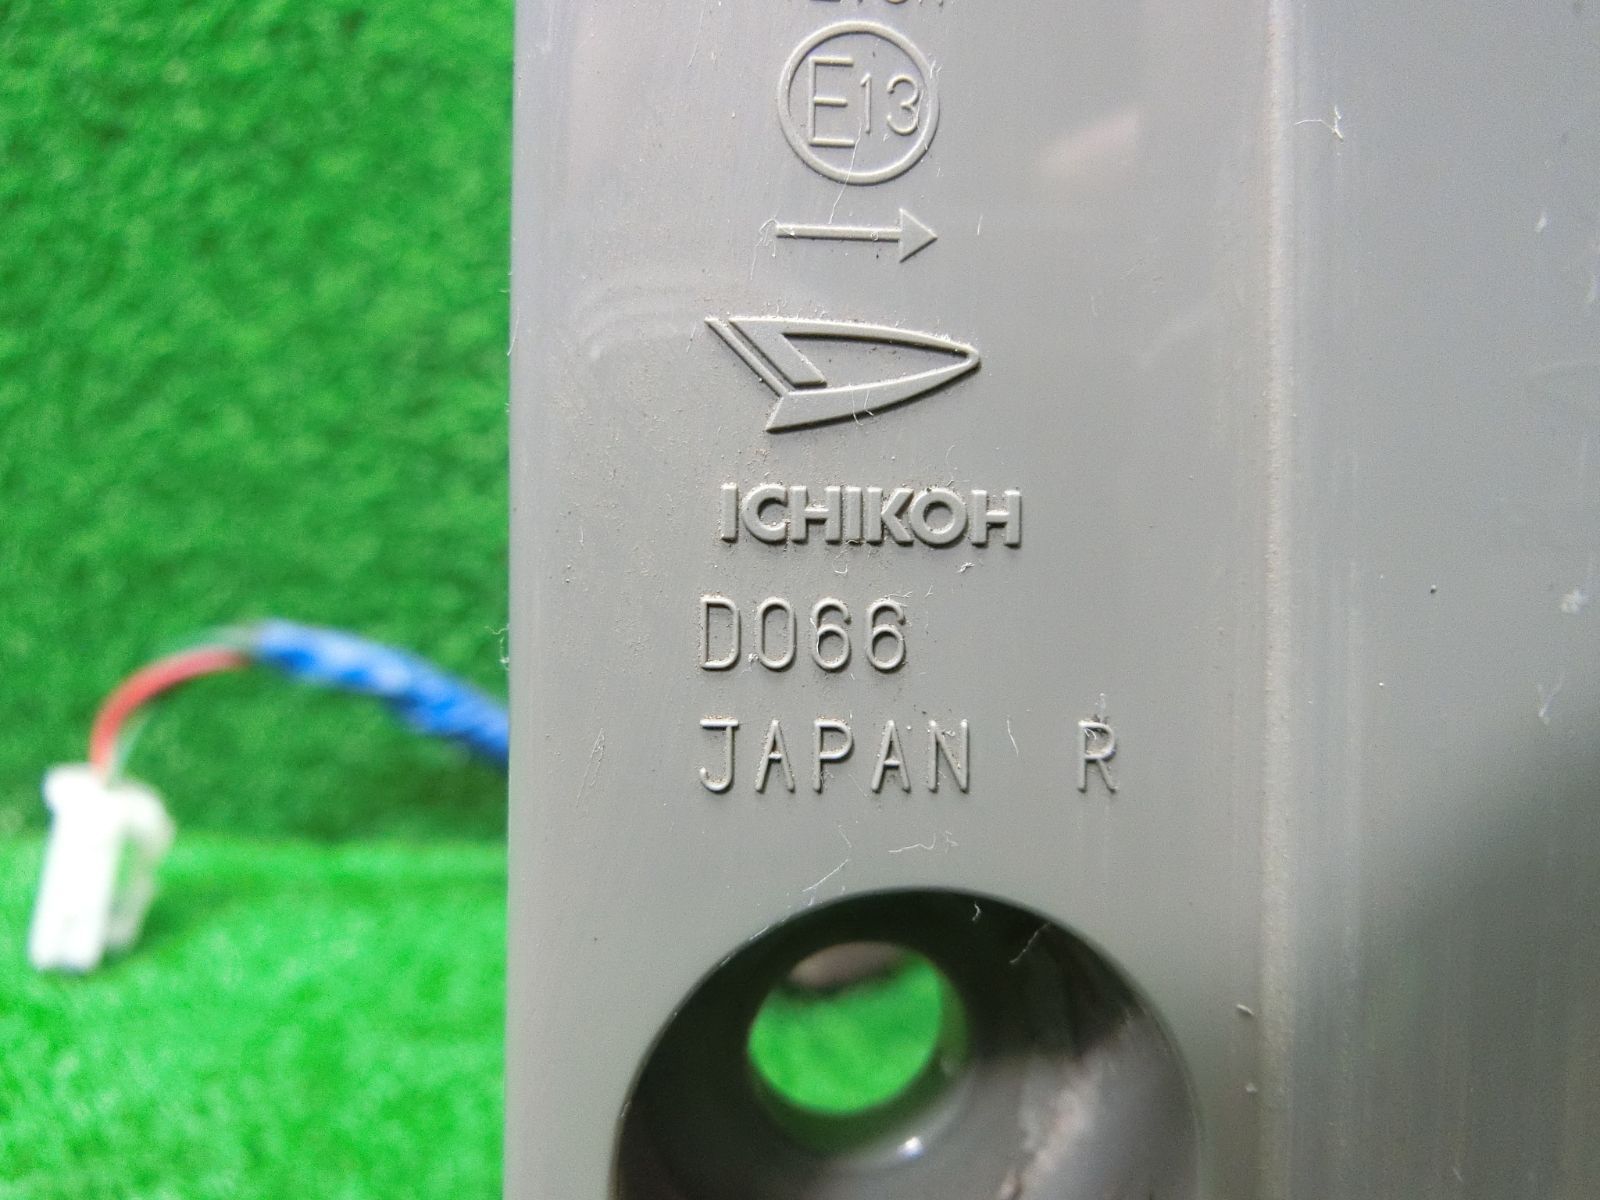 E13
ICHIKOH
D066
JAPAN R